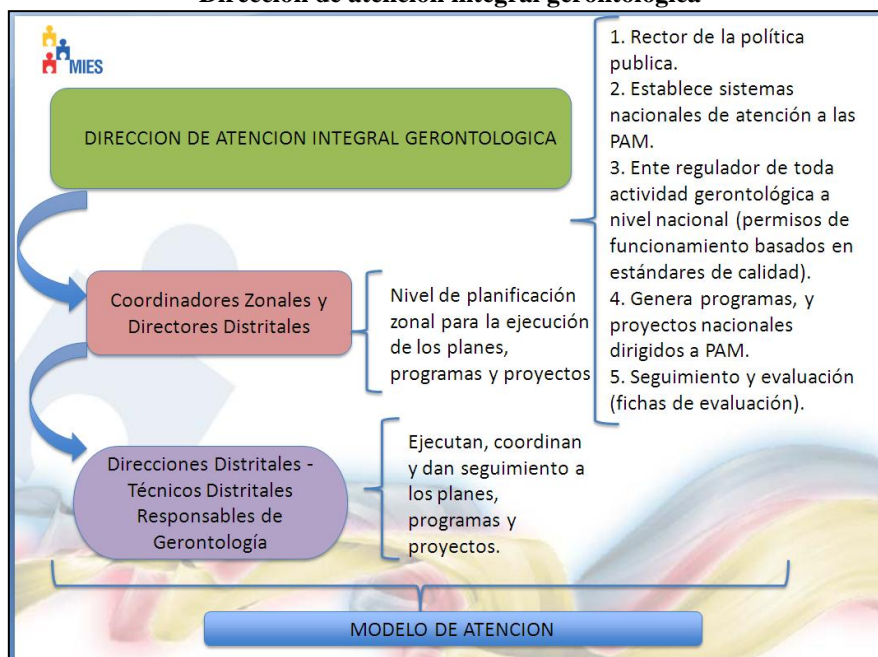 Dirección de atención integral gerontológica
MIES
DIRECCION DE ATENCION INTEGRAL GERONTOLOGICA
1. Rector de la política
publica.
2. Establece sistemas
nacionales de atención a las
PAM.
3. Ente regulador de toda
actividad gerontológica a
nivel nacional (permisos de
funcionamiento basados en
estándares de calidad).
4. Genera programas, y
proyectos nacionales
dirigidos a PAM.
5. Seguimiento y evaluación
(fichas de evaluación).
Coordinadores Zonales y
Directores Distritales
Nivel de planificación
zonal para la ejecución
de los planes,
programas y proyectos
Direcciones Distritales -
Técnicos Distritales
Responsables de
Gerontología
Ejecutan, coordinan
y dan seguimiento a
los planes,
programas y
proyectos.
MODELO DE ATENCION